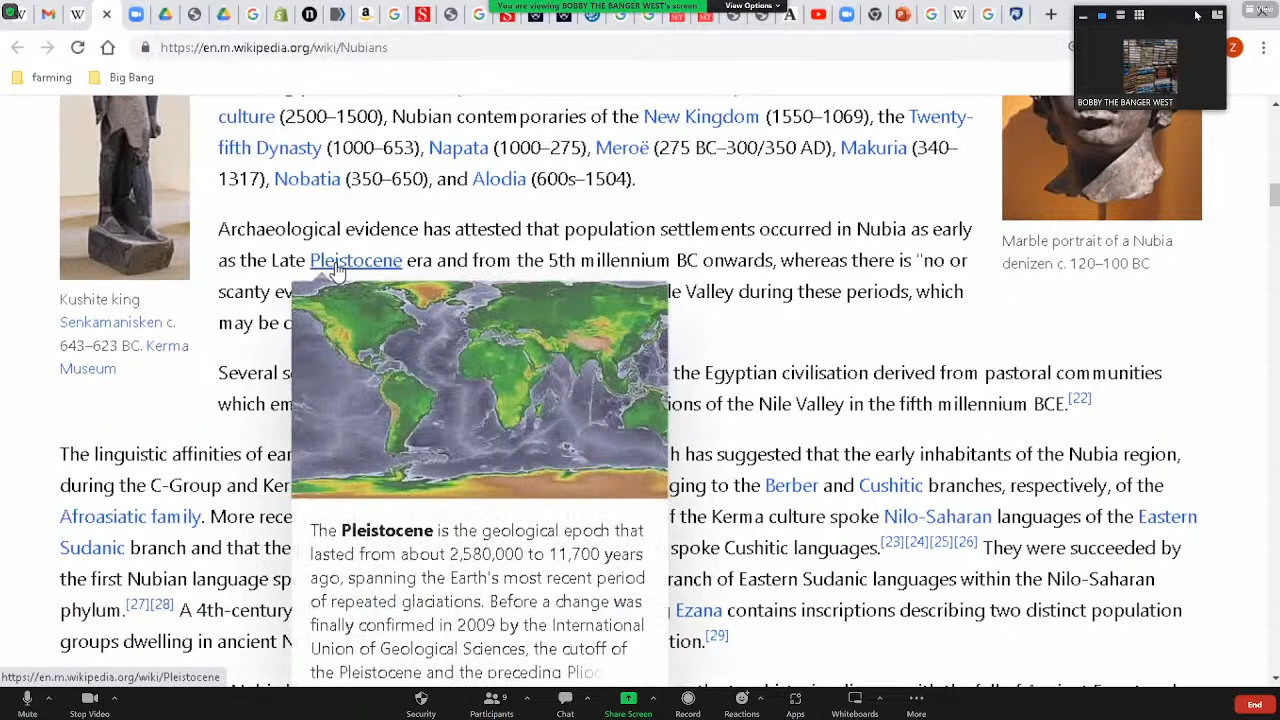 You are viewing BOBBY THE BANGER WEST's screen
View Options
View
https://en.m.wikipedia.org/wiki/Nubians
Z
farming
Big Bang
BOBBY THE BANGER WEST
culture (2500–1500), Nubian contemporaries of the New Kingdom (1550–1069), the Twenty-
fifth Dynasty (1000–653), Napata (1000–275), Meroë (275 BC–300/350 AD), Makuria (340–
1317), Nobatia (350–650), and Alodia (600s–1504).
Archaeological evidence has attested that population settlements occurred in Nubia as early
as the Late Pleistocene era and from the 5th millennium BC onwards, whereas there is "no or
scanty ev
le Valley during these periods, which
may be c
Marble portrait of a Nubia
denizen c. 120–100 BC
Kushite king
Senkamanisken c.
643–623 BC. Kerma
Museum
Several s
the Egyptian civilisation derived from pastoral communities
which em
ions of the Nile Valley in the fifth millennium BCE.[22]
The linguistic affinities of ear
h has suggested that the early inhabitants of the Nubia region,
during the C-Group and Ker
ging to the Berber and Cushitic branches, respectively, of the
Afroasiatic family. More rece
f the Kerma culture spoke Nilo-Saharan languages of the Eastern
Sudanic branch and that the
spoke Cushitic languages.[23][24][25][26] They were succeeded by
the first Nubian language sp
ranch of Eastern Sudanic languages within the Nilo-Saharan
phylum.[27][28] A 4th-century
Ezana contains inscriptions describing two distinct population
groups dwelling in ancient N
tion.[29]
The Pleistocene is the geological epoch that
lasted from about 2,580,000 to 11,700 years
ago, spanning the Earth's most recent period
of repeated glaciations. Before a change was
finally confirmed in 2009 by the International
Union of Geological Sciences, the cutoff of
the Pleistocene and the preceding Plioc
https://en.m.wikipedia.org/wiki/Pleistocene
Mute
Stop Video
Security
Participants
9
Chat
Share Screen
Record
Reactions
Apps
Whiteboards
More
End